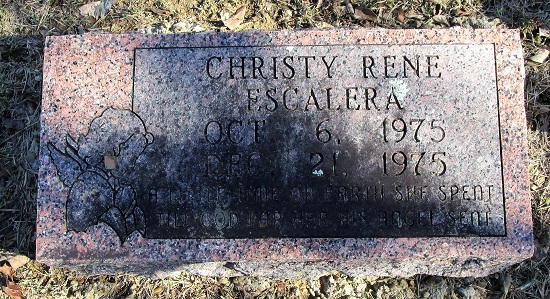 CHRISTY RENE
ESCALERA
OCT 6, 1975
DEC. 21, 1975
A LITTLE TIME ON EARTH SHE SPENT
TILL GOD FOR HER HIS ANGEL SENT